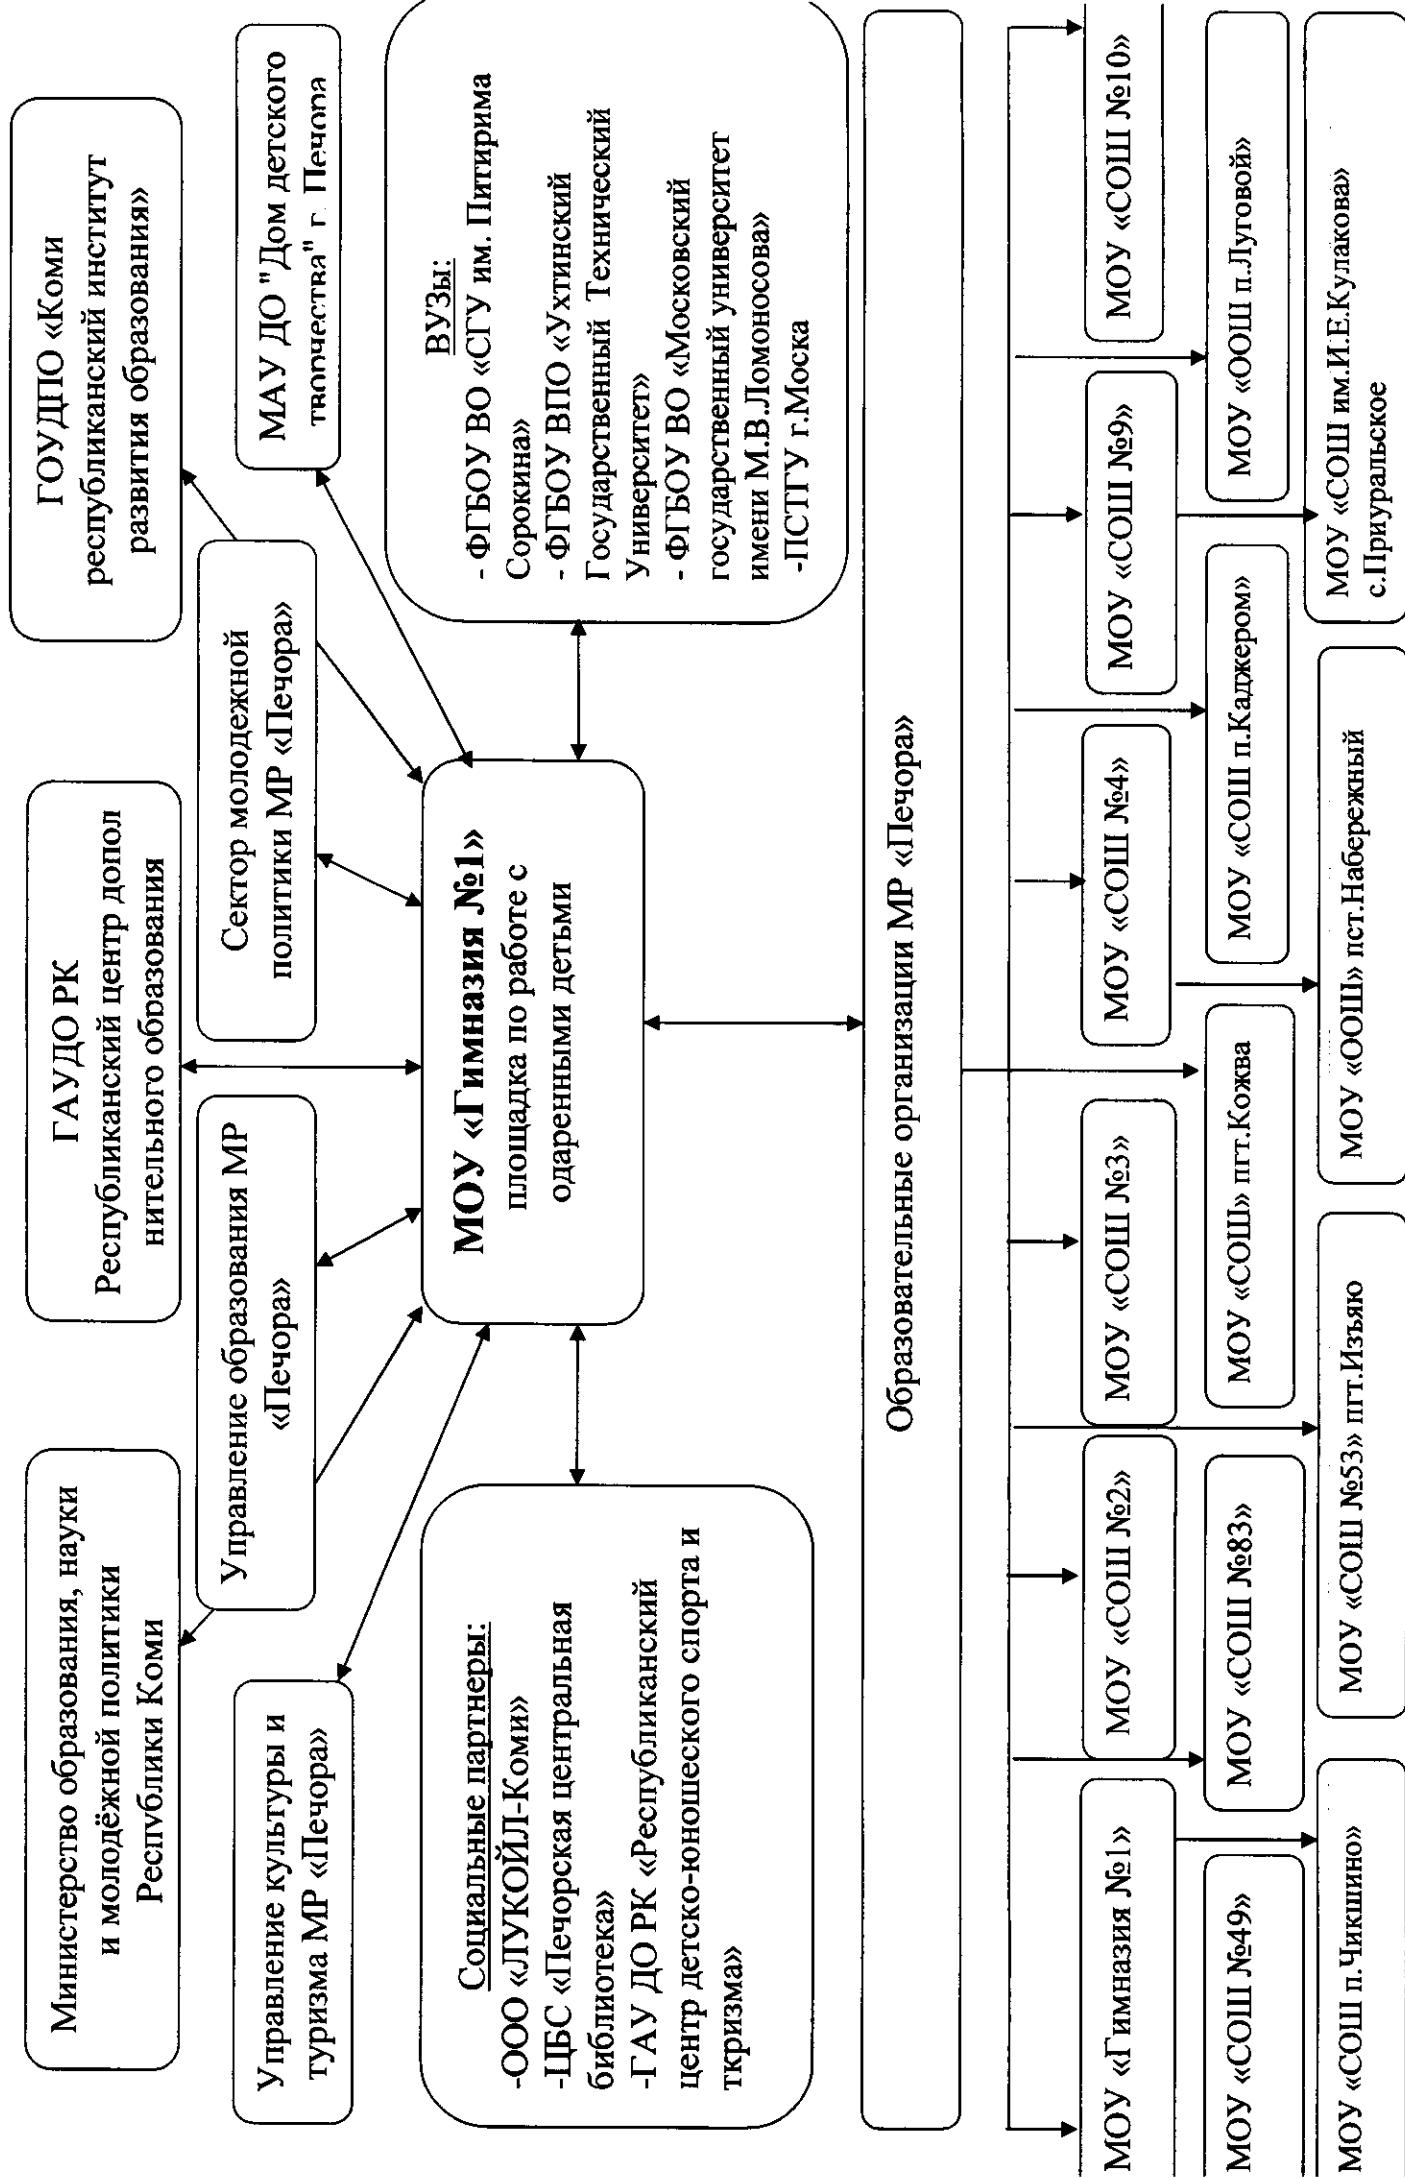 Министерство образования, науки
и молодёжной политики
Республики Коми
ГАУДО РК
Республиканский центр допол
нительного образования
ГОУДПО «Коми
республиканский институт
развития образования»
Управление культуры и
туризма МР «Печора»
Управление образования МР
«Печора»
Сектор молодежной
политики МР «Печора»
МАУ ДО "Дом детского
творчества" г. Печора
Социальные партнеры:
-ООО «ЛУКОЙЛ-Коми»
-ЦБС «Печорская центральная
библиотека»
-ГАУ ДО РК «Республиканский
центр детско-юношеского спорта и
ткризма»
МОУ «Гимназия №1»
площадка по работе с
одаренными детьми
ВУЗы:
- ФГБОУ ВО «СГУ им. Питирима
Сорокина»
- ФГБОУ ВПО «Ухтинский
Государственный Технический
Университет»
- ФГБОУ ВО «Московский
государственный университет
имени М.В.Ломоносова»
-ПСТГУ г.Моска
Образовательные организации МР «Печора»
МОУ «Гимназия №1»
МОУ «СОШ №2»
МОУ «СОШ №3»
МОУ «СОШ №4»
МОУ «СОШ №9»
МОУ «СОШ №10»
МОУ «СОШ №49»
МОУ «СОШ №83»
МОУ «СОШ» пгт.Кожва
МОУ «СОШ п.Каджером»
МОУ «ООШ п.Луговой»
МОУ «СОШ п.Чикшино»
МОУ «СОШ №53» пгт.Изъяю
МОУ «ООШ» пст.Набережный
МОУ «СОШ им.И.Е.Кулакова»
с.Приуральское